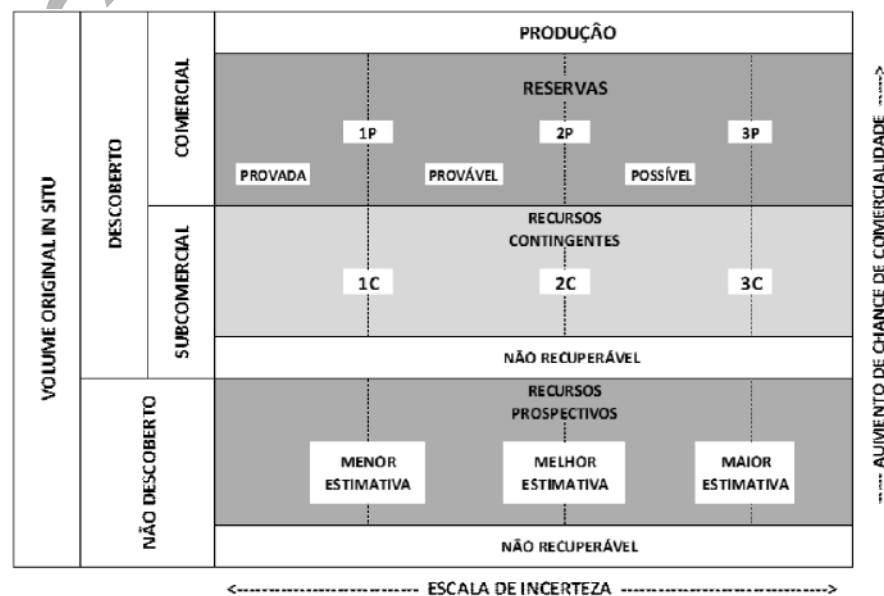 PRODUÇÃO
VOLUME ORIGINAL IN SITU
DESCOBERTO
COMERCIAL
RESERVAS
1P
2P
3P
PROVADA
PROVÁVEL
POSSÍVEL
SUBCOMERCIAL
RECURSOS
CONTINGENTES
1C
2C
3C
NÃO RECUPERÁVEL
NÃO DESCOBERTO
RECURSOS
PROSPECTIVOS
MENOR
ESTIMATIVA
MELHOR
ESTIMATIVA
MAIOR
ESTIMATIVA
NÃO RECUPERÁVEL
<----------------------------- ESCALA DE INCERTEZA -------------------------------->
------ AUMENTO DE CHANCE DE COMERCIALIDADE ------>